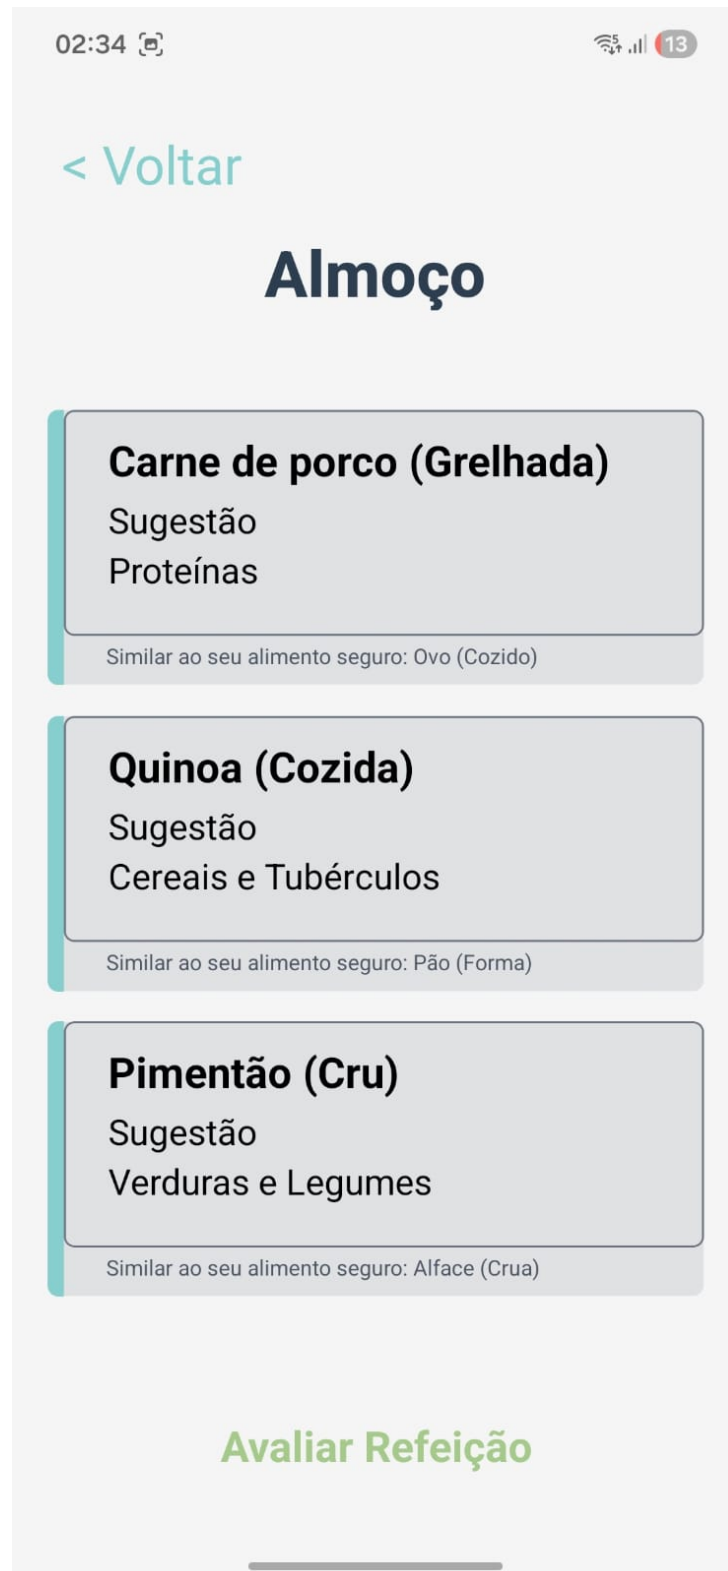 02:34
13
< Voltar
Almoço
Carne de porco (Grelhada)
Sugestão
Proteínas
Similar ao seu alimento seguro: Ovo (Cozido)
Quinoa (Cozida)
Sugestão
Cereais e Tubérculos
Similar ao seu alimento seguro: Pão (Forma)
Pimentão (Cru)
Sugestão
Verduras e Legumes
Similar ao seu alimento seguro: Alface (Crua)
Avaliar Refeição